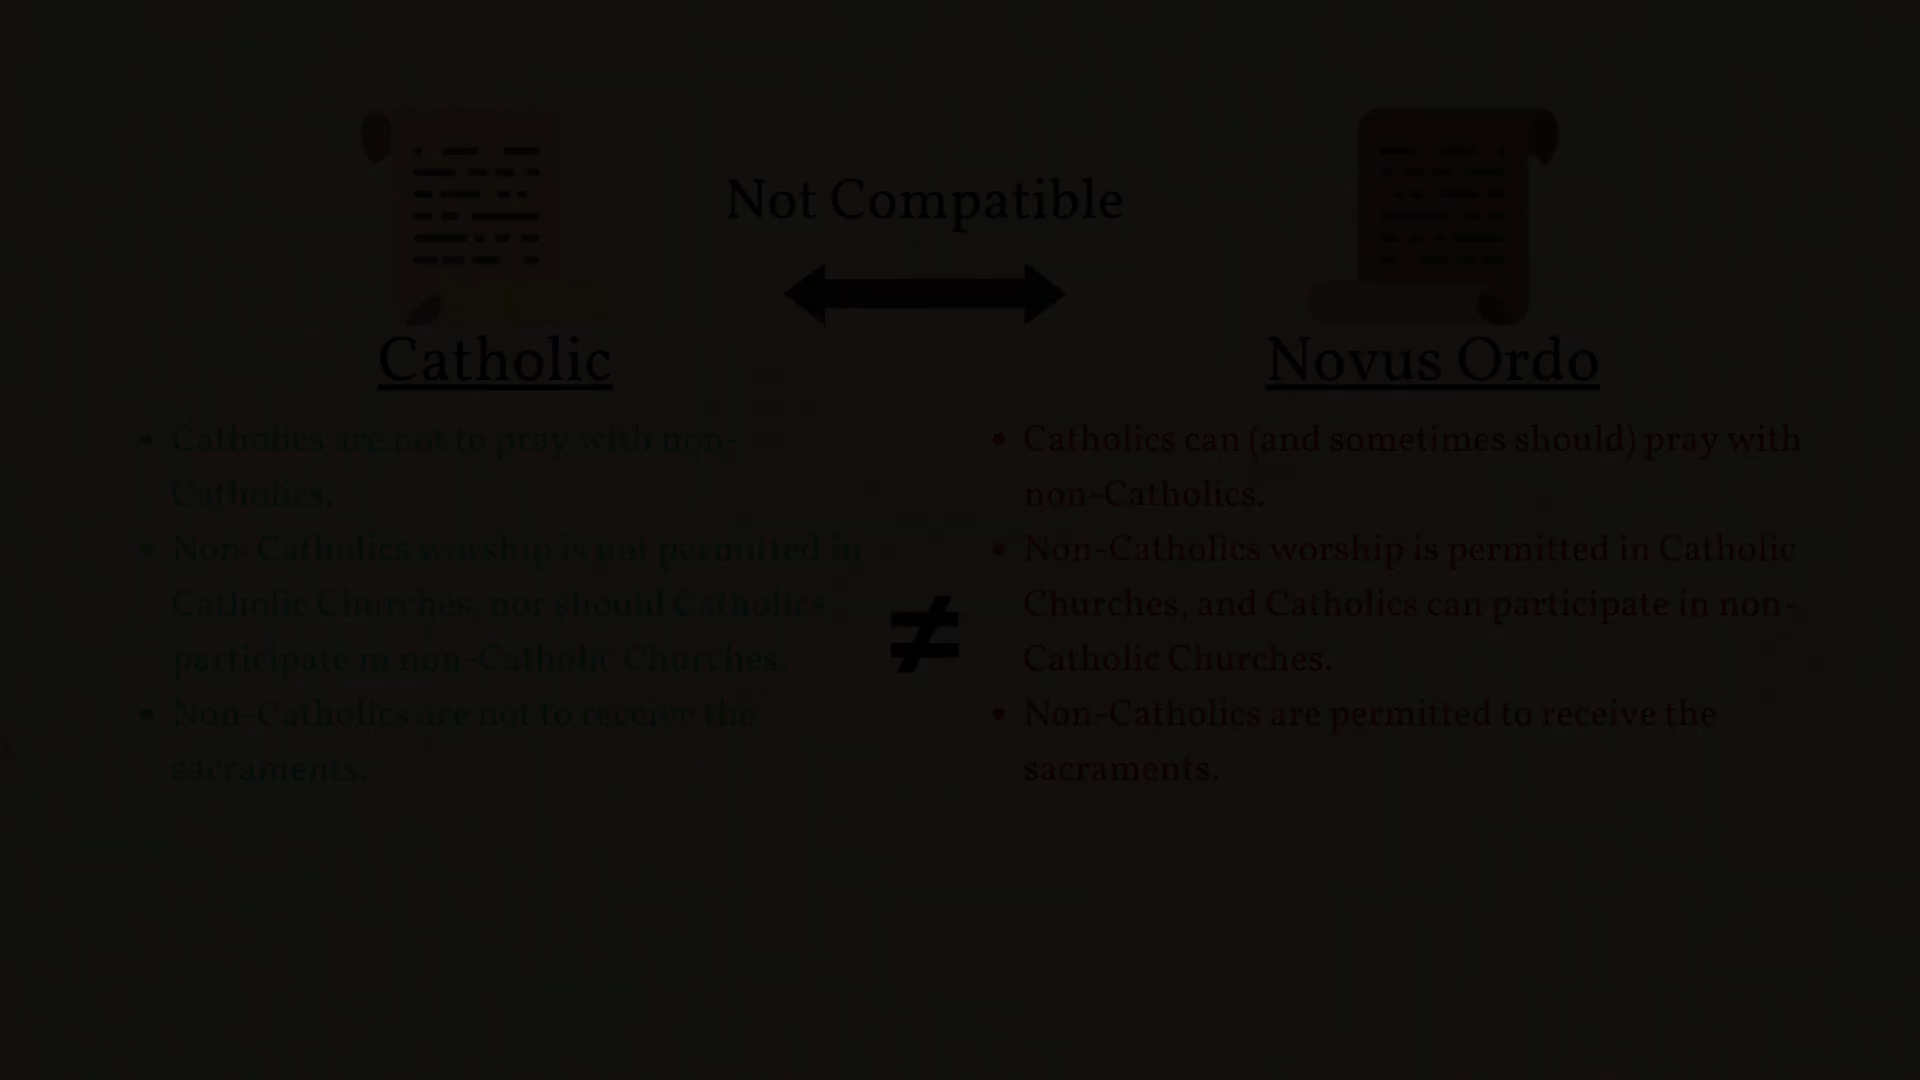 Not Compatible
Catholic
Novus Ordo
• Catholics are not to pray with non-
Catholics.
• Non-Catholics worship is not permitted in
Catholic Churches, nor should Catholics
participate in non-Catholic Churches.
• Non-Catholics are not to receive the
sacraments.
≠
• Catholics can (and sometimes should) pray with
non-Catholics.
• Non-Catholics worship is permitted in Catholic
Churches, and Catholics can participate in non-
Catholic Churches.
• Non-Catholics are permitted to receive the
sacraments.